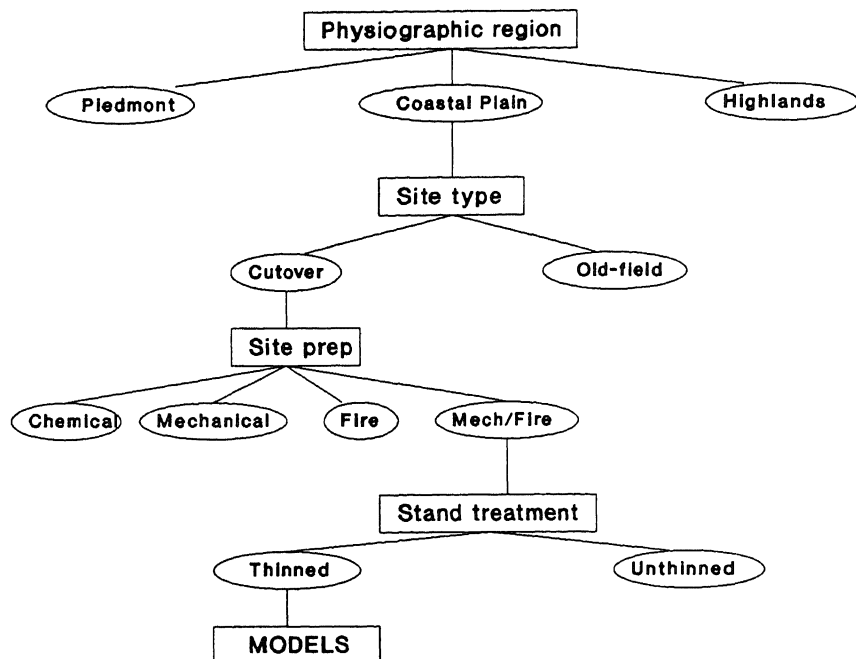 Physiographic region
Piedmont
Coastal Plain
Highlands
Site type
Cutover
Old-field
Site prep
Chemical
Mechanical
Fire
Mech/Fire
Stand treatment
Thinned
Unthinned
MODELS